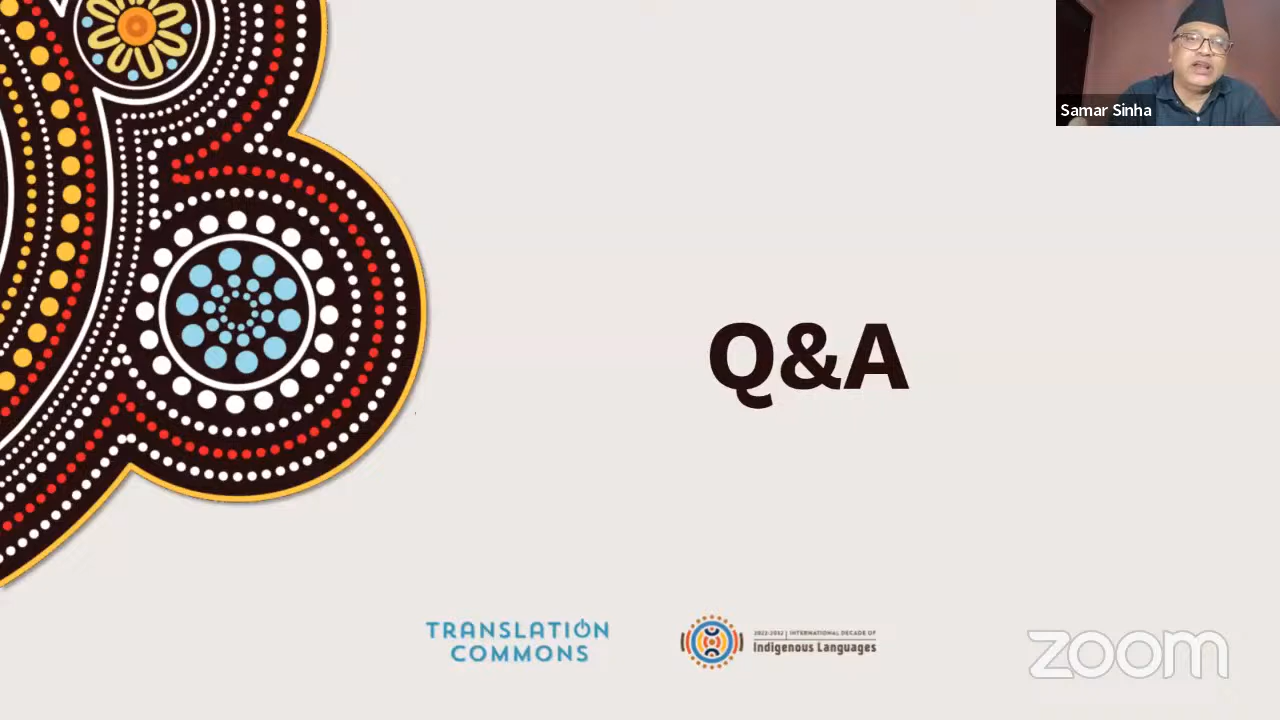 Samar Sinha
Q&A
TRANSLATION
COMMONS
2022-2032 | INTERNATIONAL DECADE OF
Indigenous Languages
zoom